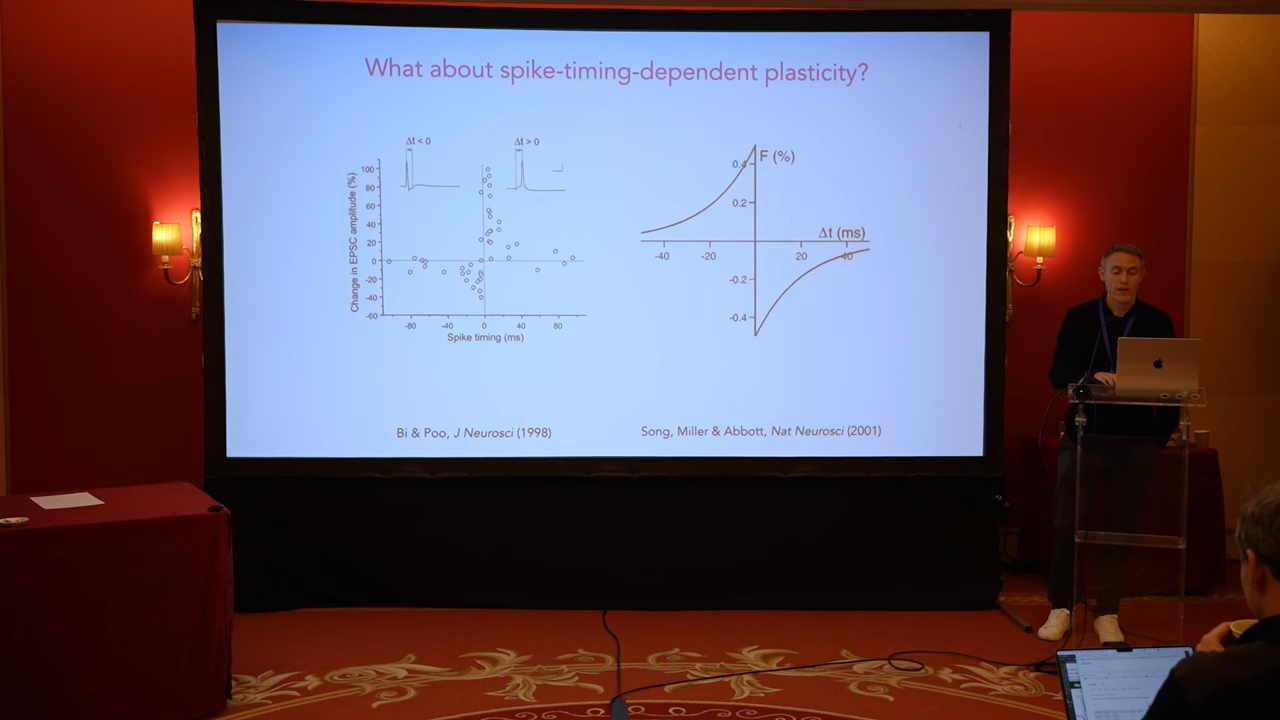 What about spike-timing-dependent plasticity?
Δt < 0
Δt > 0
Change in EPSC amplitude (%)
100
80
60
40
20
0
-20
-40
-60
-80
-40
0
40
80
Spike timing (ms)
F (%)
0.4
0.2
Δt (ms)
-40
-20
20
40
-0.2
-0.4
Bi & Poo, J Neurosci (1998)
Song, Miller & Abbott, Nat Neurosci (2001)